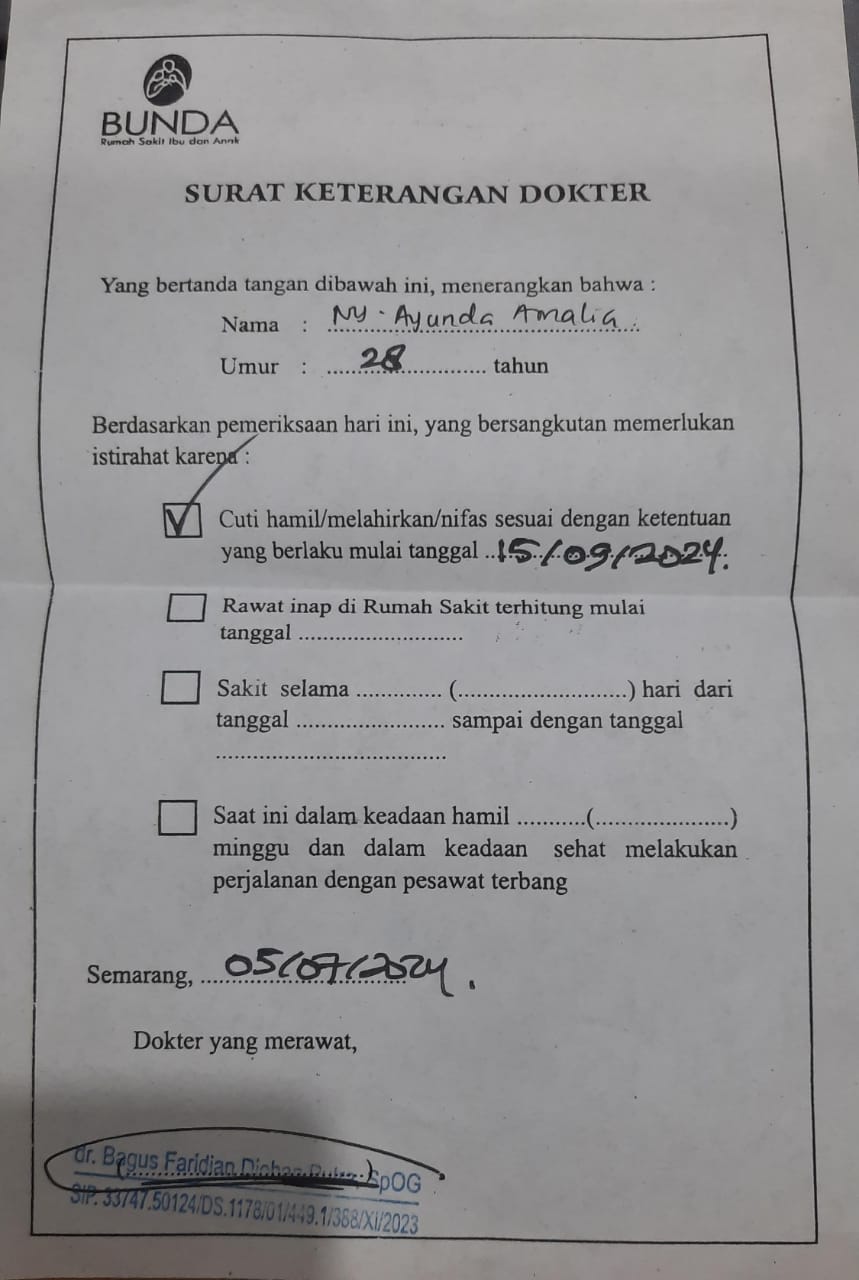 BUNDA
Rumah Sakit Ibu dan Anak
SURAT KETERANGAN DOKTER
Yang bertanda tangan dibawah ini, menerangkan bahwa :
Nama : Ny. Ayunda Amalia
Umur : 28 tahun
Berdasarkan pemeriksaan hari ini, yang bersangkutan memerlukan
istirahat karena :
Cuti hamil/melahirkan/nifas sesuai dengan ketentuan
yang berlaku mulai tanggal 15/09/2024.
Rawat inap di Rumah Sakit terhitung mulai
tanggal ...........................
Sakit selama .............. (............................) hari dari
tanggal ......................... sampai dengan tanggal
.......................................
Saat ini dalam keadaan hamil ...........(......................)
minggu dan dalam keadaan sehat melakukan
perjalanan dengan pesawat terbang
Semarang, 05/07/2024.
Dokter yang merawat,
dr. Bagus Faridian SpOG
SIP. 33747.50124/DS.1178/01/449.1/388/XI/2023